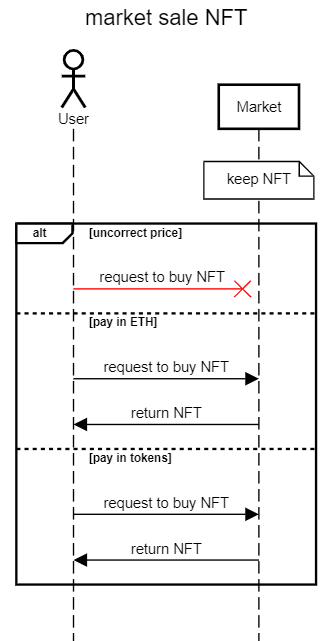 market sale NFT
User
Market
keep NFT
alt
[uncorrect price]
request to buy NFT
[pay in ETH]
request to buy NFT
return NFT
[pay in tokens]
request to buy NFT
return NFT